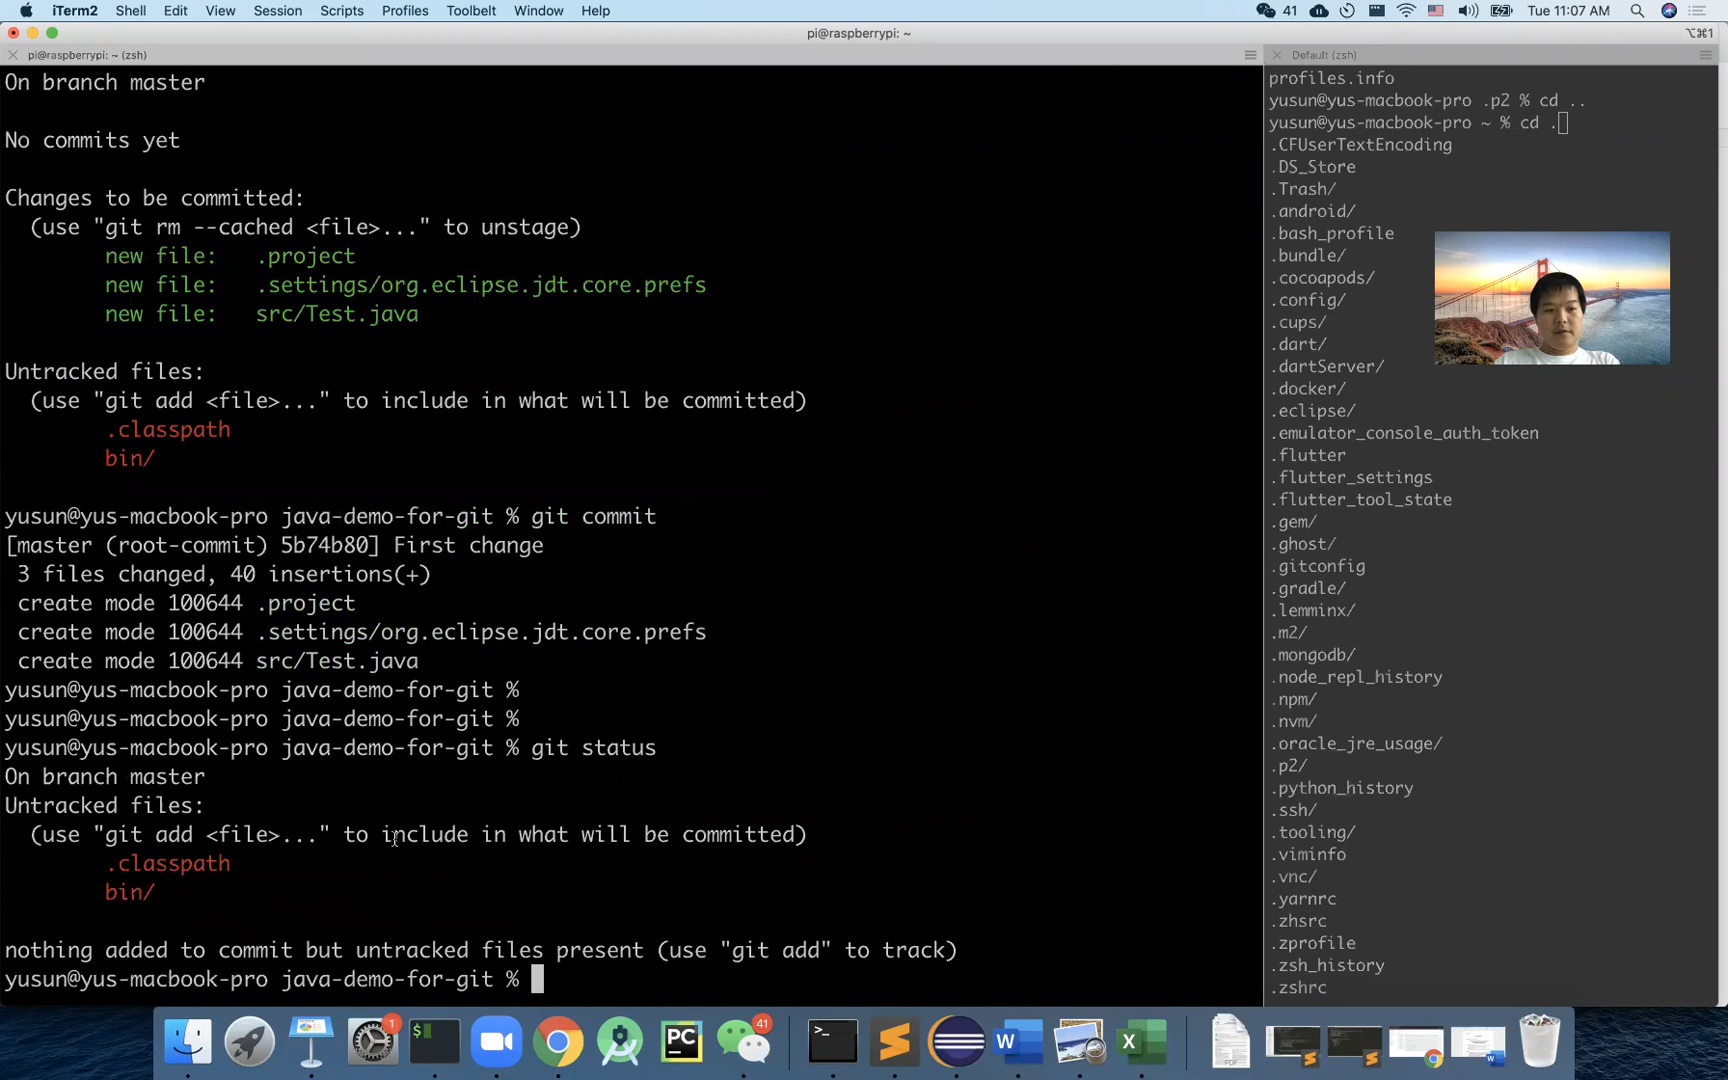 iTerm2 Shell Edit View Session Scripts Profiles Toolbelt Window Help
41 Tue 11:07 AM
pi@raspberrypi: ~
⌥⌘1
pi@raspberrypi: ~ (zsh)
On branch master
No commits yet
Changes to be committed:
(use "git rm --cached <file>..." to unstage)
new file: .project
new file: .settings/org.eclipse.jdt.core.prefs
new file: src/Test.java
Untracked files:
(use "git add <file>..." to include in what will be committed)
.classpath
bin/
yusun@yus-macbook-pro java-demo-for-git % git commit
[master (root-commit) 5b74b80] First change
3 files changed, 40 insertions(+)
create mode 100644 .project
create mode 100644 .settings/org.eclipse.jdt.core.prefs
create mode 100644 src/Test.java
yusun@yus-macbook-pro java-demo-for-git %
yusun@yus-macbook-pro java-demo-for-git %
yusun@yus-macbook-pro java-demo-for-git % git status
On branch master
Untracked files:
(use "git add <file>..." to include in what will be committed)
.classpath
bin/
nothing added to commit but untracked files present (use "git add" to track)
yusun@yus-macbook-pro java-demo-for-git %
Default (zsh)
profiles.info
yusun@yus-macbook-pro .p2 % cd ..
yusun@yus-macbook-pro ~ % cd .
.CFUserTextEncoding
.DS_Store
.Trash/
.android/
.bash_profile
.bundle/
.cocoapods/
.config/
.cups/
.dart/
.dartServer/
.docker/
.eclipse/
.emulator_console_auth_token
.flutter
.flutter_settings
.flutter_tool_state
.gem/
.ghost/
.gitconfig
.gradle/
.lemminx/
.m2/
.mongodb/
.node_repl_history
.npm/
.nvm/
.oracle_jre_usage/
.p2/
.python_history
.ssh/
.tooling/
.viminfo
.vnc/
.yarnrc
.zhsrc
.zprofile
.zsh_history
.zshrc
1
$
PC
41
>_
W
X
PDF